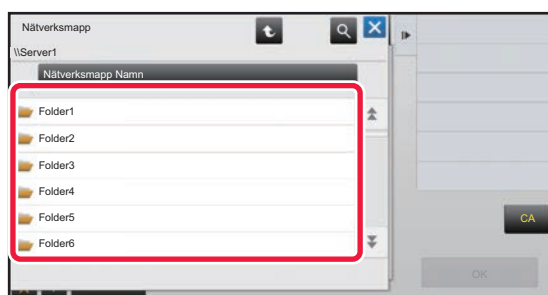 Nätverksmapp
\\Server1
Nätverksmapp Namn
Folder1
Folder2
Folder3
Folder4
Folder5
Folder6
CA
OK